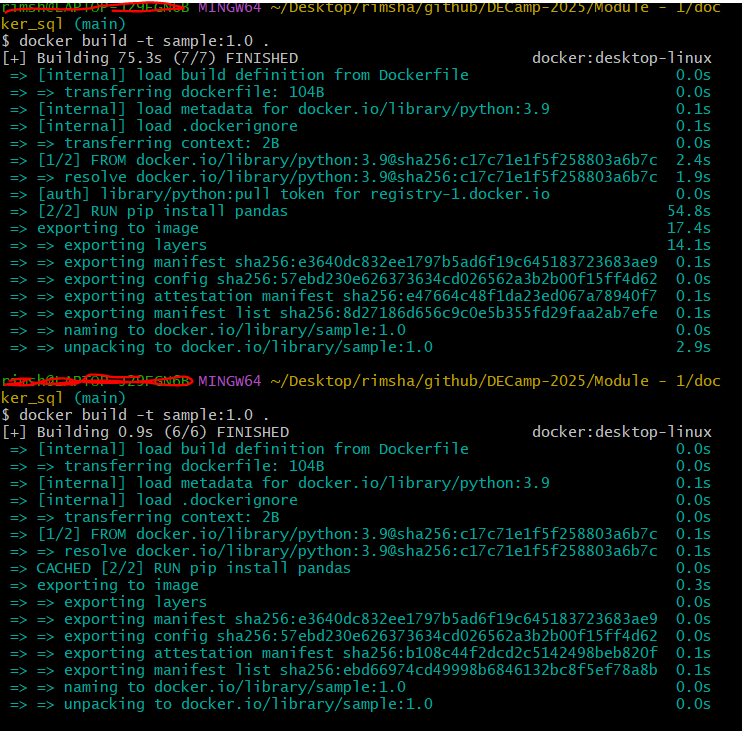 MINGW64 ~/Desktop/rimsha/github/DECamp-2025/Module - 1/doc
ker_sql (main)
$ docker build -t sample:1.0 .
[+] Building 75.3s (7/7) FINISHED docker:desktop-linux
=> [internal] load build definition from Dockerfile 0.0s
=> => transferring dockerfile: 104B 0.0s
=> [internal] load metadata for docker.io/library/python:3.9 0.1s
=> [internal] load .dockerignore 0.1s
=> => transferring context: 2B 0.0s
=> [1/2] FROM docker.io/library/python:3.9@sha256:c17c71e1f5f258803a6b7c 2.4s
=> => resolve docker.io/library/python:3.9@sha256:c17c71e1f5f258803a6b7c 1.9s
=> [auth] library/python:pull token for registry-1.docker.io 0.0s
=> [2/2] RUN pip install pandas 54.8s
=> exporting to image 17.4s
=> => exporting layers 14.1s
=> => exporting manifest sha256:e3640dc832ee1797b5ad6f19c645183723683ae9 0.1s
=> => exporting config sha256:57ebd230e626373634cd026562a3b2b00f15ff4d62 0.0s
=> => exporting attestation manifest sha256:e47664c48f1da23ed067a78940f7 0.1s
=> => exporting manifest list sha256:8d27186d656c9c0e5b355fd29faa2ab7efe 0.1s
=> => naming to docker.io/library/sample:1.0 0.0s
=> => unpacking to docker.io/library/sample:1.0 2.9s
MINGW64 ~/Desktop/rimsha/github/DECamp-2025/Module - 1/doc
ker_sql (main)
$ docker build -t sample:1.0 .
[+] Building 0.9s (6/6) FINISHED docker:desktop-linux
=> [internal] load build definition from Dockerfile 0.0s
=> => transferring dockerfile: 104B 0.0s
=> [internal] load metadata for docker.io/library/python:3.9 0.1s
=> [internal] load .dockerignore 0.0s
=> => transferring context: 2B 0.0s
=> [1/2] FROM docker.io/library/python:3.9@sha256:c17c71e1f5f258803a6b7c 0.1s
=> => resolve docker.io/library/python:3.9@sha256:c17c71e1f5f258803a6b7c 0.1s
=> CACHED [2/2] RUN pip install pandas 0.0s
=> exporting to image 0.3s
=> => exporting layers 0.0s
=> => exporting manifest sha256:e3640dc832ee1797b5ad6f19c645183723683ae9 0.0s
=> => exporting config sha256:57ebd230e626373634cd026562a3b2b00f15ff4d62 0.0s
=> => exporting attestation manifest sha256:b108c44f2dcd2c5142498beb820f 0.1s
=> => exporting manifest list sha256:ebd66974cd49998b6846132bc8f5ef78a8b 0.1s
=> => naming to docker.io/library/sample:1.0 0.0s
=> => unpacking to docker.io/library/sample:1.0 0.0s